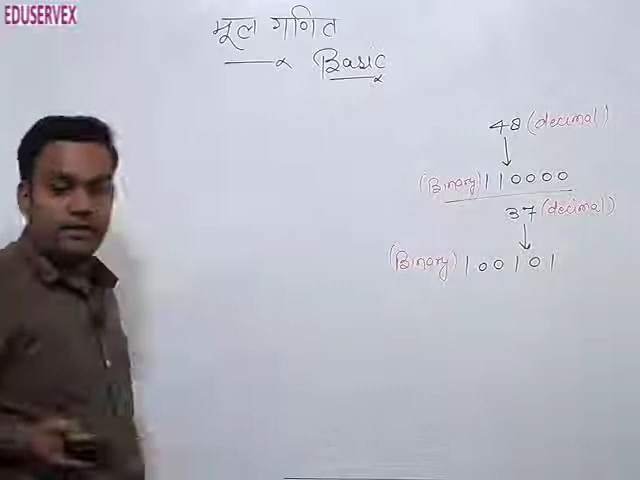 EDUSERVEX
मूल गणित
Basic
48 (decimal)
(Binary) 110000
37 (decimal)
(Binary) 100101